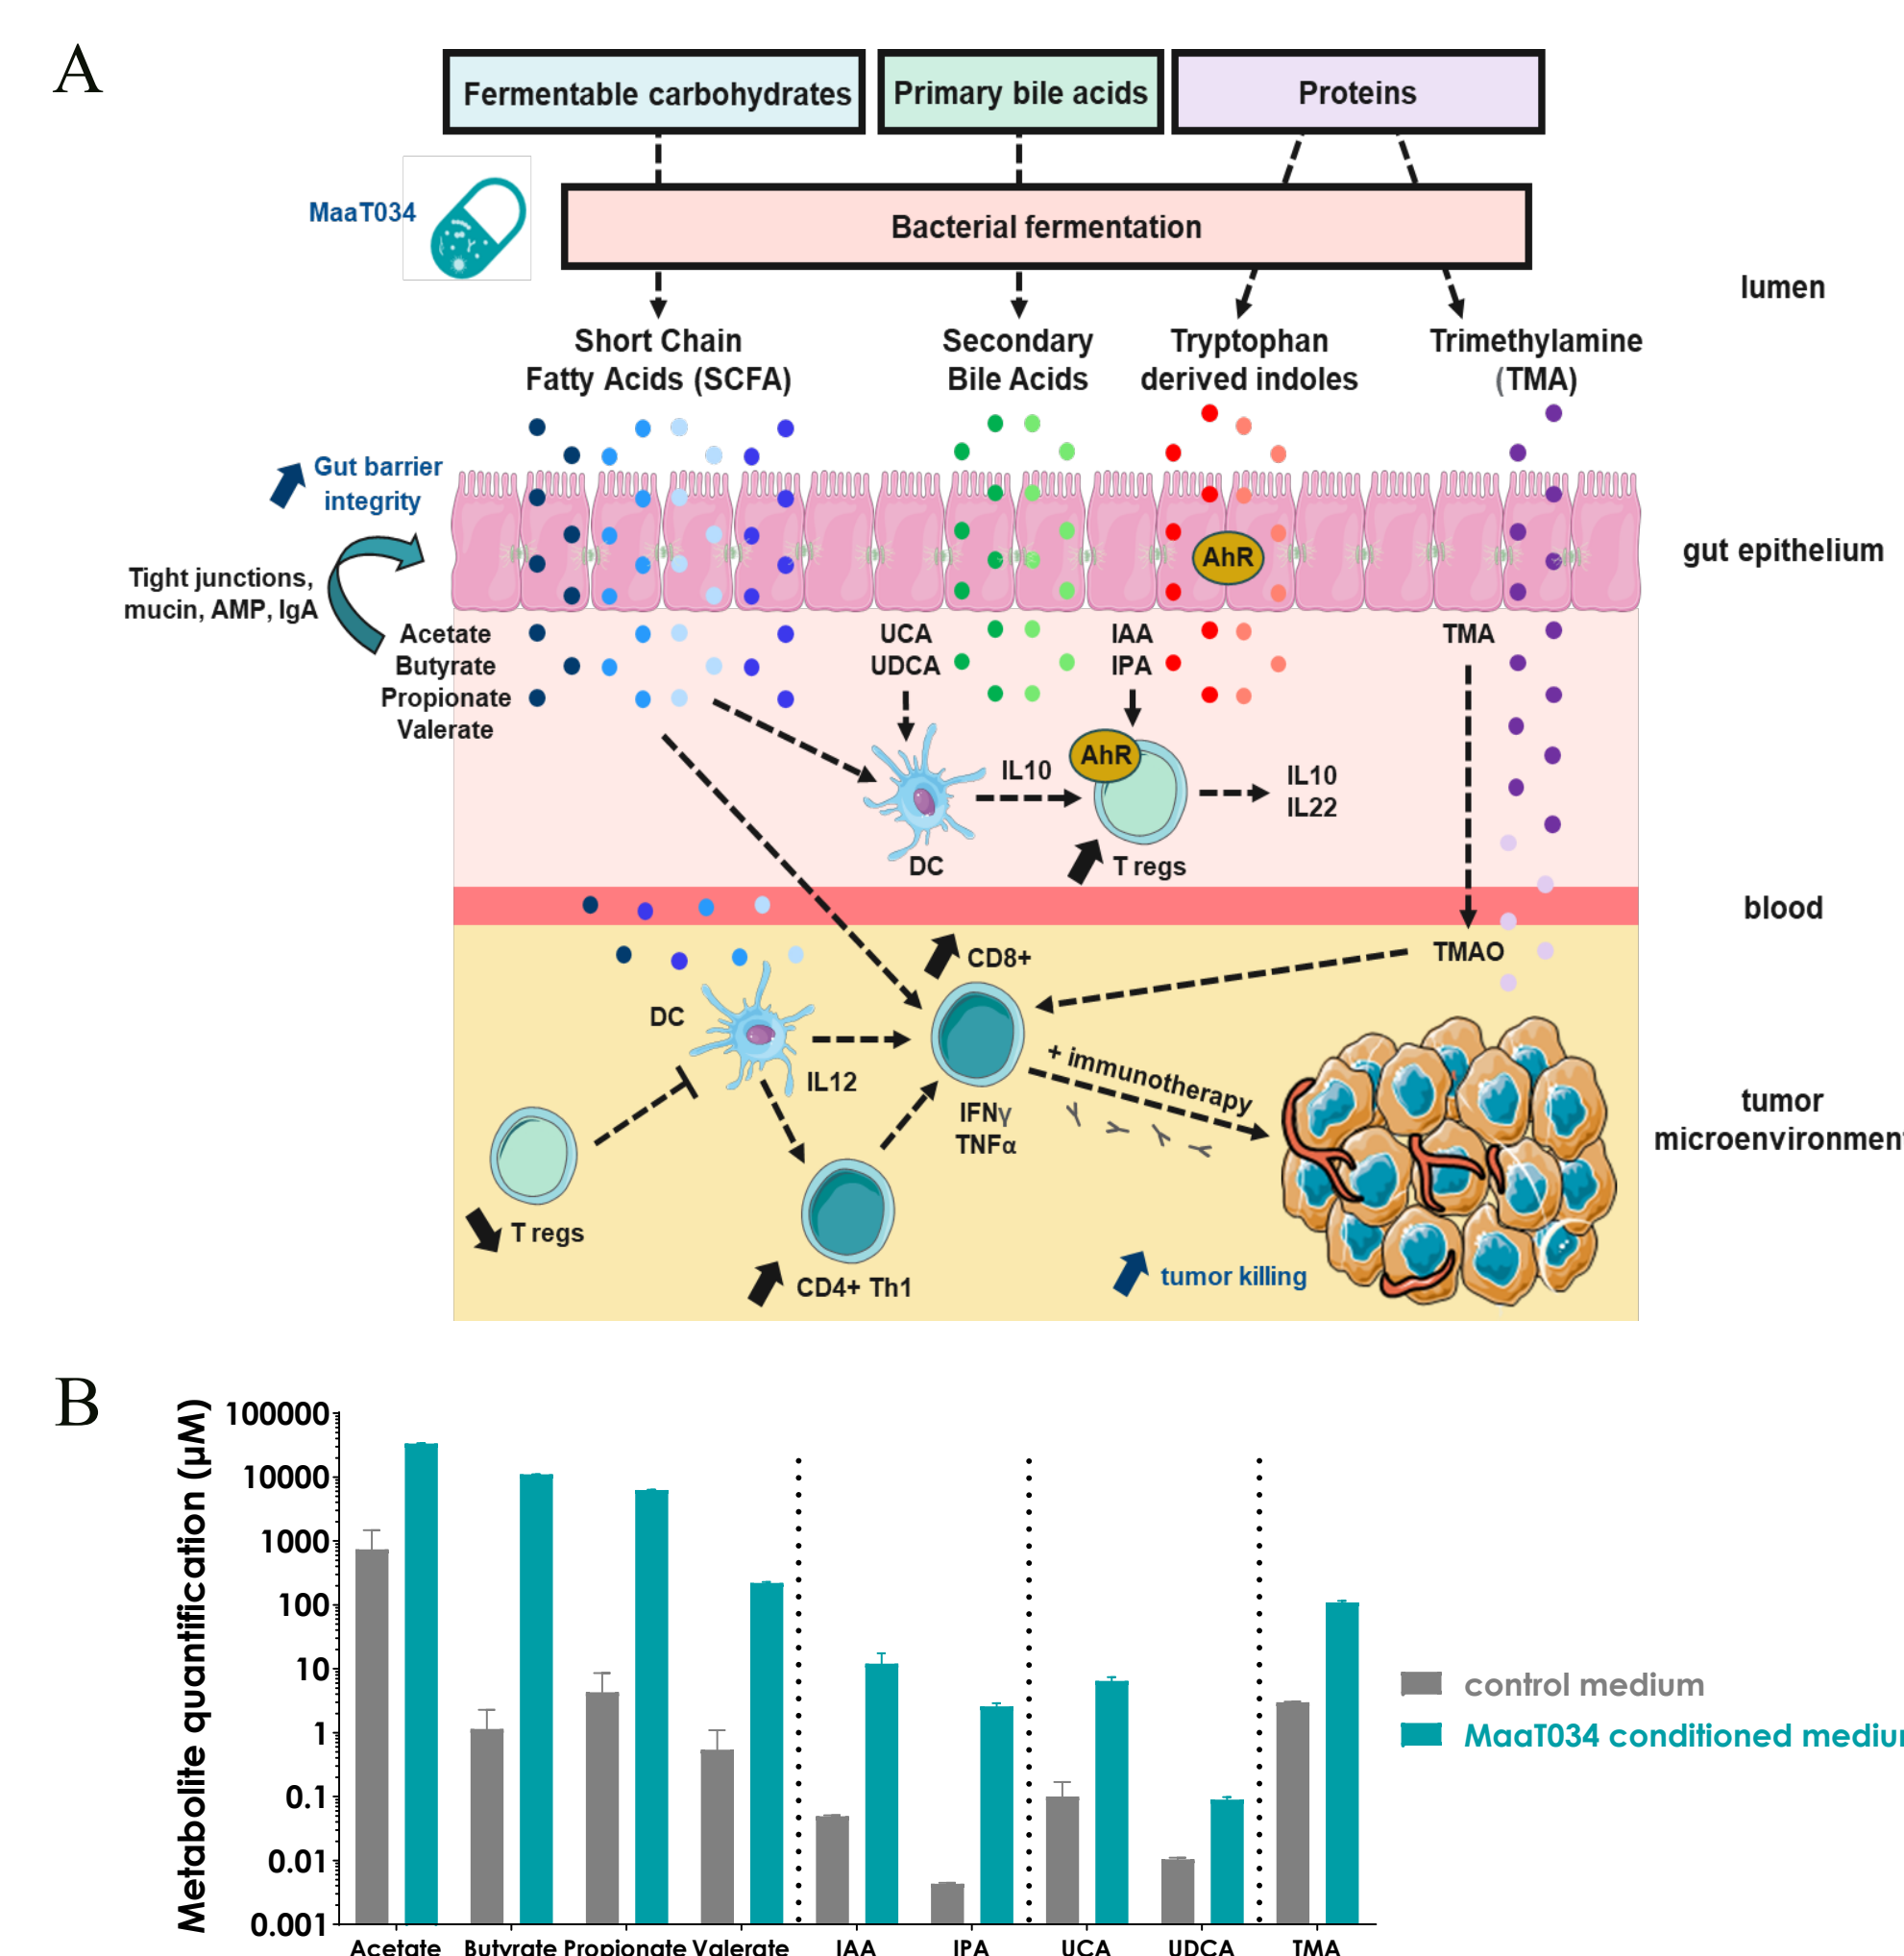 A
Fermentable carbohydrates
Primary bile acids
Proteins
MaaT034
Bacterial fermentation
lumen
Short Chain
Fatty Acids (SCFA)
Secondary
Bile Acids
Tryptophan
derived indoles
Trimethylamine
(TMA)
Gut barrier
integrity
AhR
gut epithelium
Tight junctions,
mucin, AMP, IgA
Acetate
Butyrate
Propionate
Valerate
UCA
UDCA
IAA
IPA
TMA
AhR
IL10
IL10
IL22
DC
T regs
blood
CD8+
TMAO
DC
IL12
+ immunotherapy
IFNγ
TNFα
tumor
microenvironment
T regs
CD4+ Th1
tumor killing
B
Metabolite quantification (µM)
100000
10000
1000
100
10
1
0.1
0.01
0.001
Acetate Butyrate Propionate Valerate IAA IPA UCA UDCA TMA
control medium
MaaT034 conditioned medium